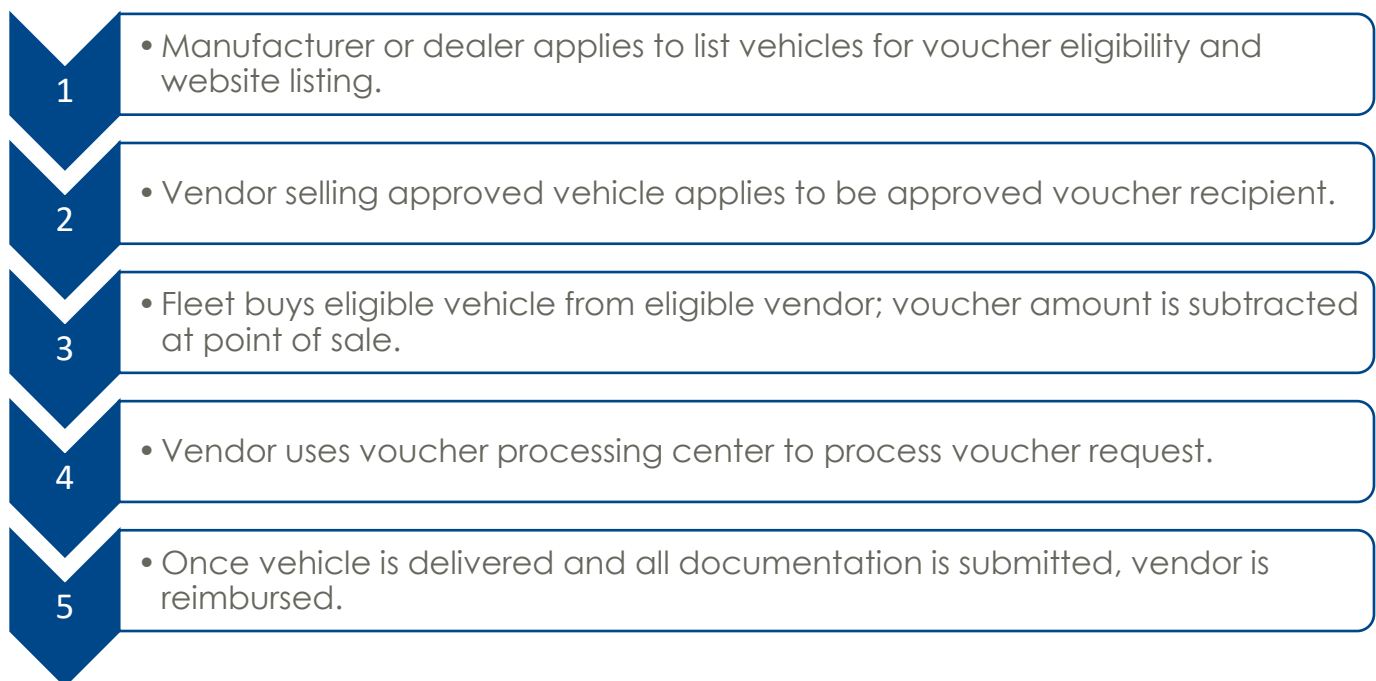 1
• Manufacturer or dealer applies to list vehicles for voucher eligibility and
website listing.
2
• Vendor selling approved vehicle applies to be approved voucher recipient.
3
• Fleet buys eligible vehicle from eligible vendor; voucher amount is subtracted
at point of sale.
4
• Vendor uses voucher processing center to process voucher request.
5
• Once vehicle is delivered and all documentation is submitted, vendor is
reimbursed.